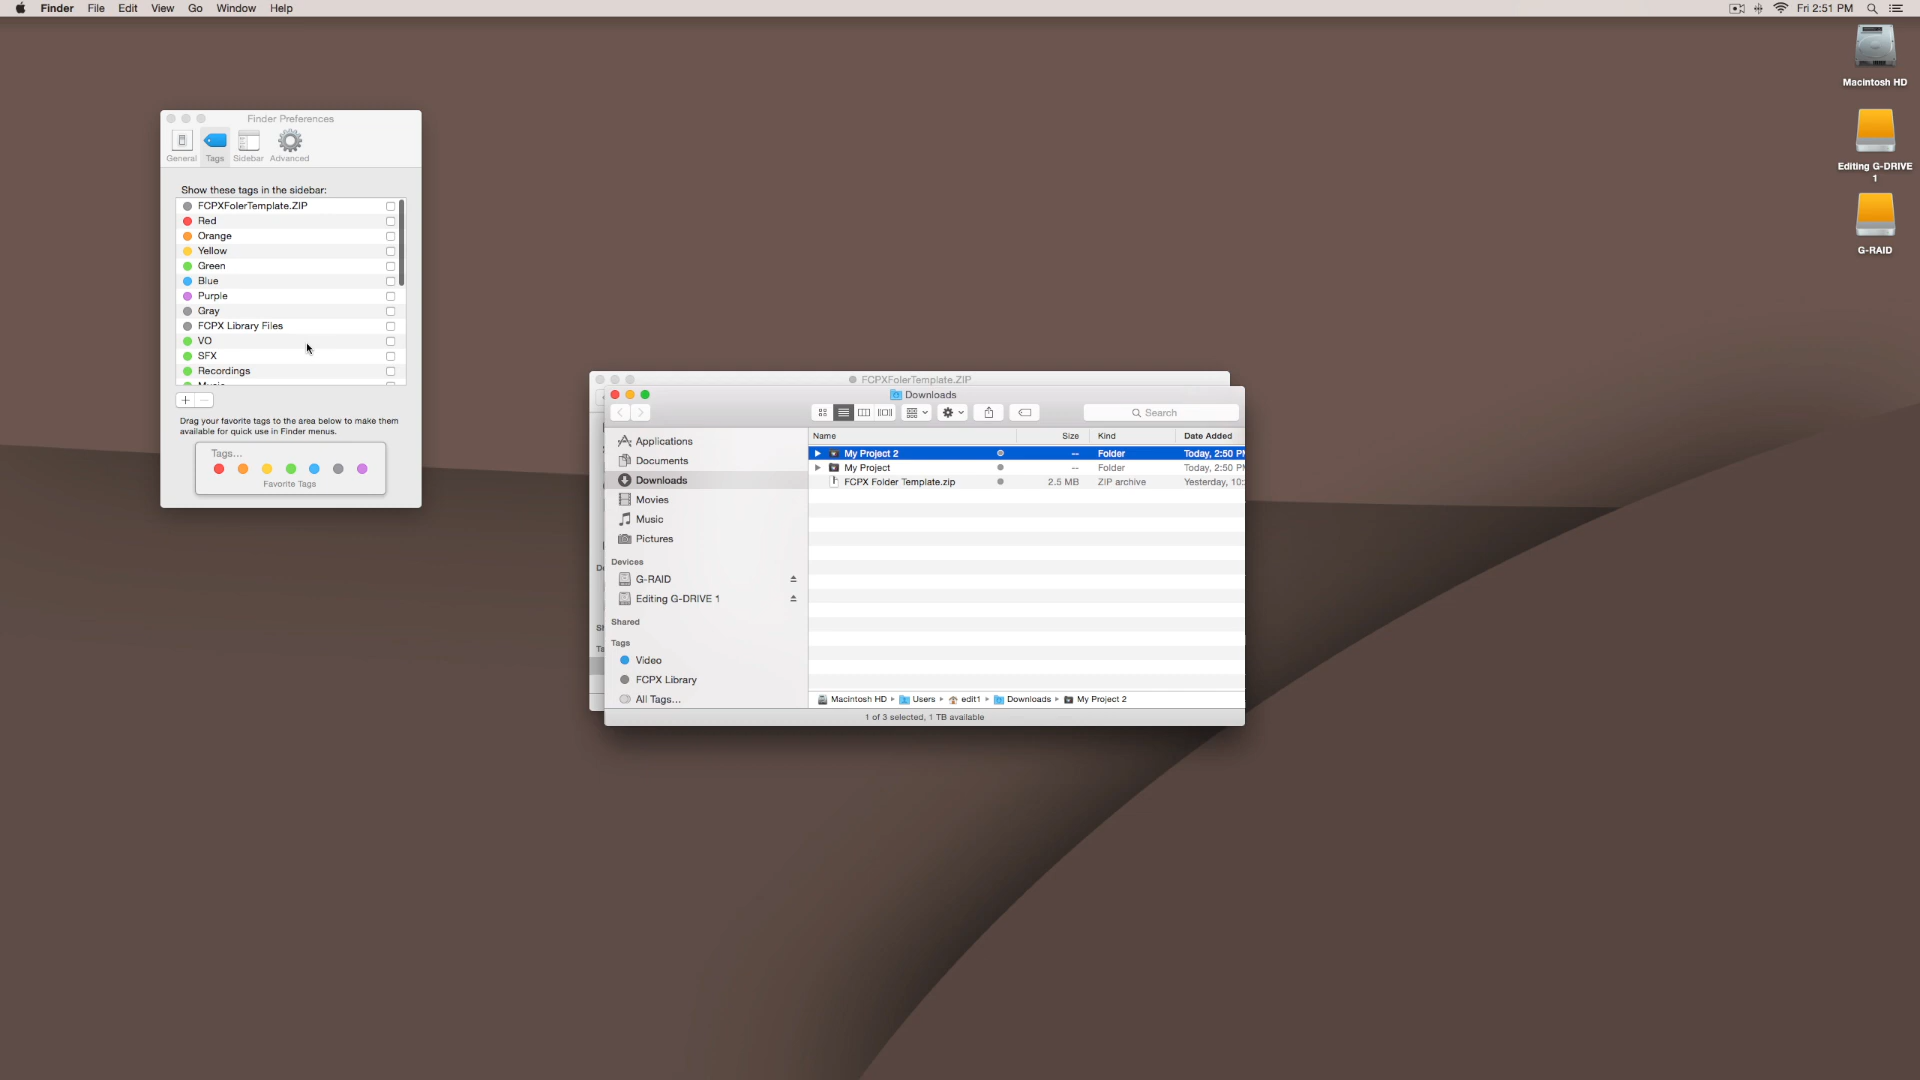 Finder File Edit View Go Window Help
Fri 2:51 PM
Macintosh HD
Editing G-DRIVE
1
G-RAID
Finder Preferences
General Tags Sidebar Advanced
Show these tags in the sidebar:
FCPXFolerTemplate.ZIP
Red
Orange
Yellow
Green
Blue
Purple
Gray
FCPX Library Files
VO
SFX
Recordings
Drag your favorite tags to the area below to make them
available for quick use in Finder menus.
Tags...
Favorite Tags
FCPXFolerTemplate.ZIP
Downloads
Search
Applications
Documents
Downloads
Movies
Music
Pictures
Devices
G-RAID
Editing G-DRIVE 1
Shared
Tags
Video
FCPX Library
All Tags...
Name Size Kind Date Added
My Project 2 -- Folder Today, 2:50 P
My Project -- Folder Today, 2:50 P
FCPX Folder Template.zip 2.5 MB ZIP archive Yesterday, 10:
Macintosh HD Users edit1 Downloads My Project 2
1 of 3 selected, 1 TB available